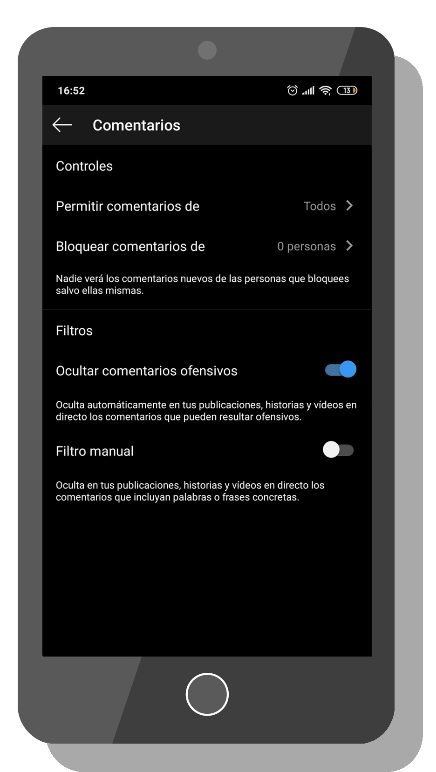 16:52
13
Comentarios
Controles
Permitir comentarios de Todos
Bloquear comentarios de 0 personas
Nadie verá los comentarios nuevos de las personas que bloquees
salvo ellas mismas.
Filtros
Ocultar comentarios ofensivos
Oculta automáticamente en tus publicaciones, historias y vídeos en
directo los comentarios que pueden resultar ofensivos.
Filtro manual
Oculta en tus publicaciones, historias y vídeos en directo los
comentarios que incluyan palabras o frases concretas.